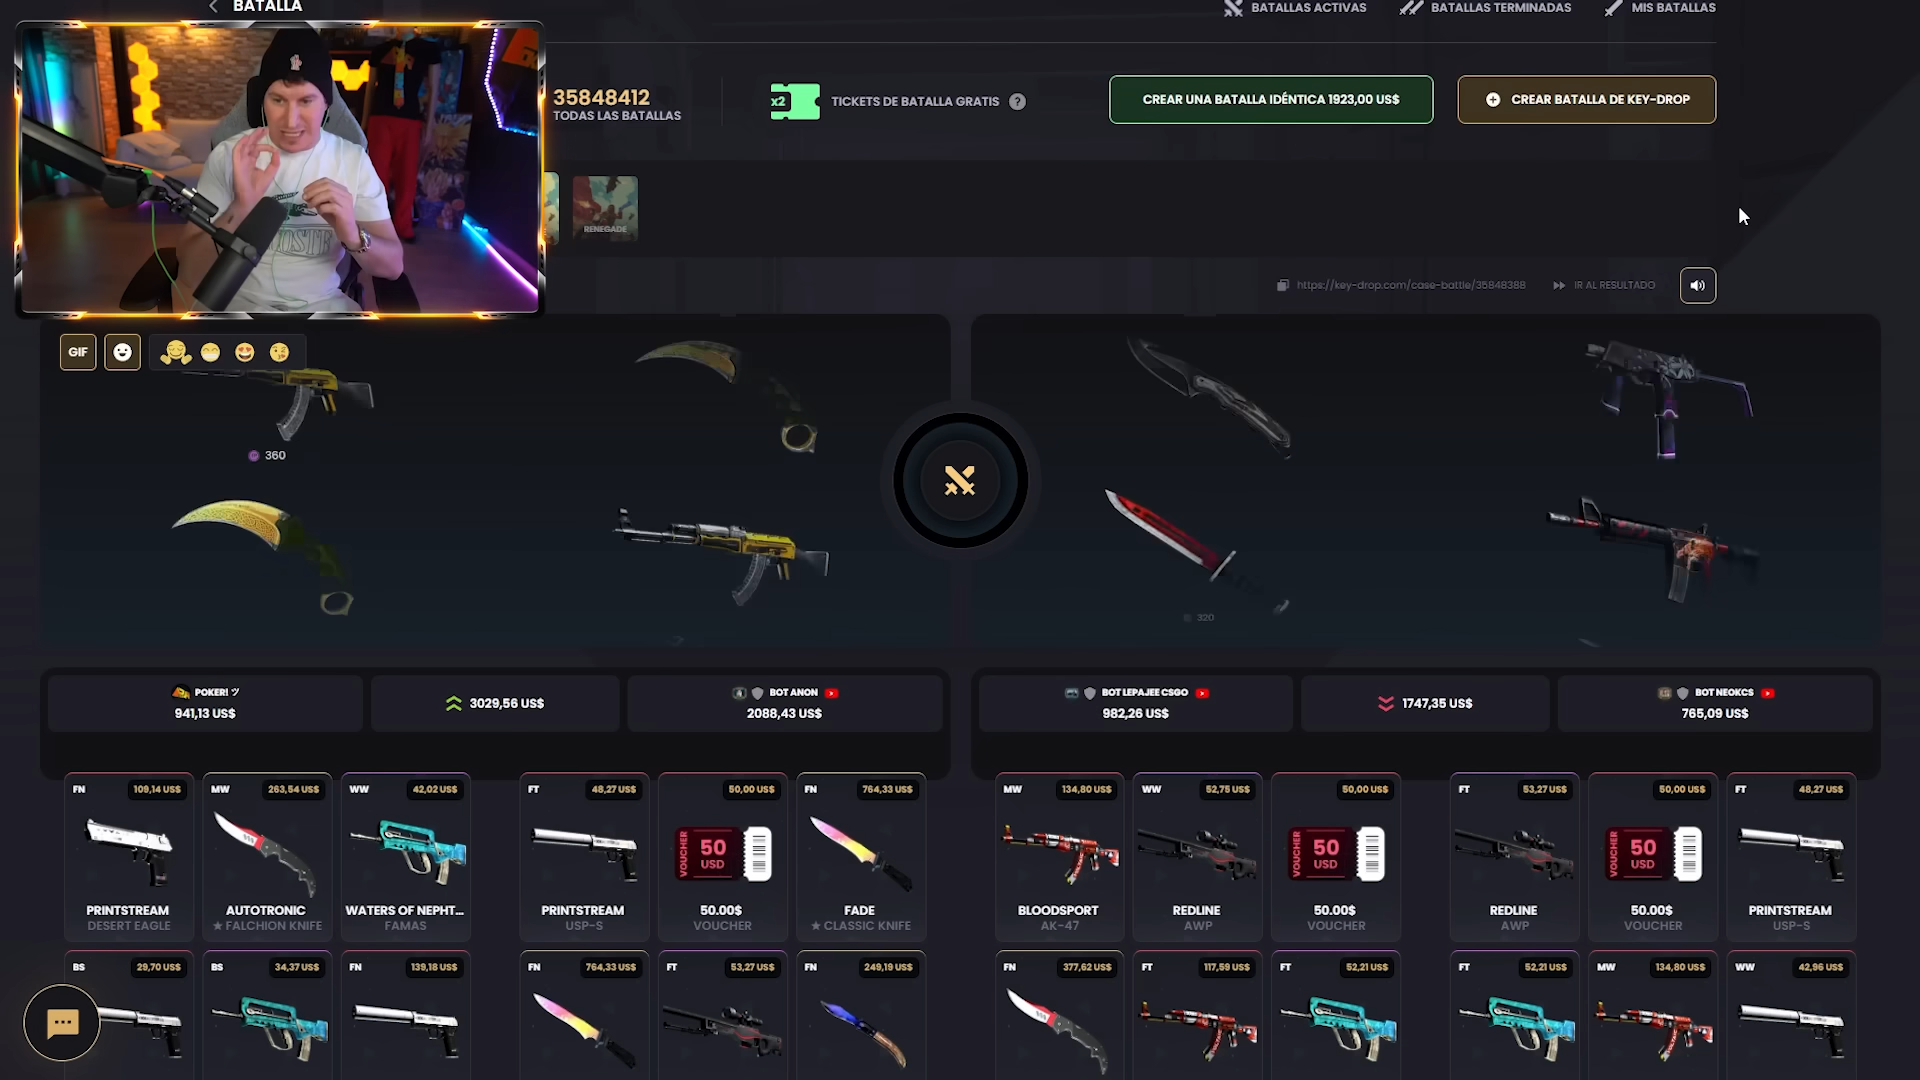 BATALLA
BATALLAS ACTIVAS
BATALLAS TERMINADAS
MIS BATALLAS
35848412
TODAS LAS BATALLAS
x2
TICKETS DE BATALLA GRATIS
?
CREAR UNA BATALLA IDÉNTICA 1923,00 US$
CREAR BATALLA DE KEY-DROP
RENEGADE
https://key-drop.com/case-battle/35848388
IR AL RESULTADO
GIF
360
320
POKER! ツ
941,13 US$
3029,56 US$
BOT ANON
2088,43 US$
BOT LEPAJEE CSGO
982,26 US$
1747,35 US$
BOT NEOKCS
765,09 US$
FN 109,14 US$
MW 263,54 US$
WW 42,02 US$
FT 48,27 US$
50,00 US$
FN 764,33 US$
MW 134,80 US$
WW 52,75 US$
50,00 US$
FT 53,27 US$
50,00 US$
FT 48,27 US$
VOUCHER 50 USD
VOUCHER 50 USD
VOUCHER 50 USD
PRINTSTREAM
DESERT EAGLE
AUTOTRONIC
★ FALCHION KNIFE
WATERS OF NEPHT...
FAMAS
PRINTSTREAM
USP-S
50.00$
VOUCHER
FADE
★ CLASSIC KNIFE
BLOODSPORT
AK-47
REDLINE
AWP
50.00$
VOUCHER
REDLINE
AWP
50.00$
VOUCHER
PRINTSTREAM
USP-S
BS 29,70 US$
BS 34,37 US$
FN 139,18 US$
FN 764,33 US$
FT 53,27 US$
FN 249,19 US$
FN 377,62 US$
FT 117,59 US$
FT 52,21 US$
FT 52,21 US$
MW 134,80 US$
WW 42,96 US$